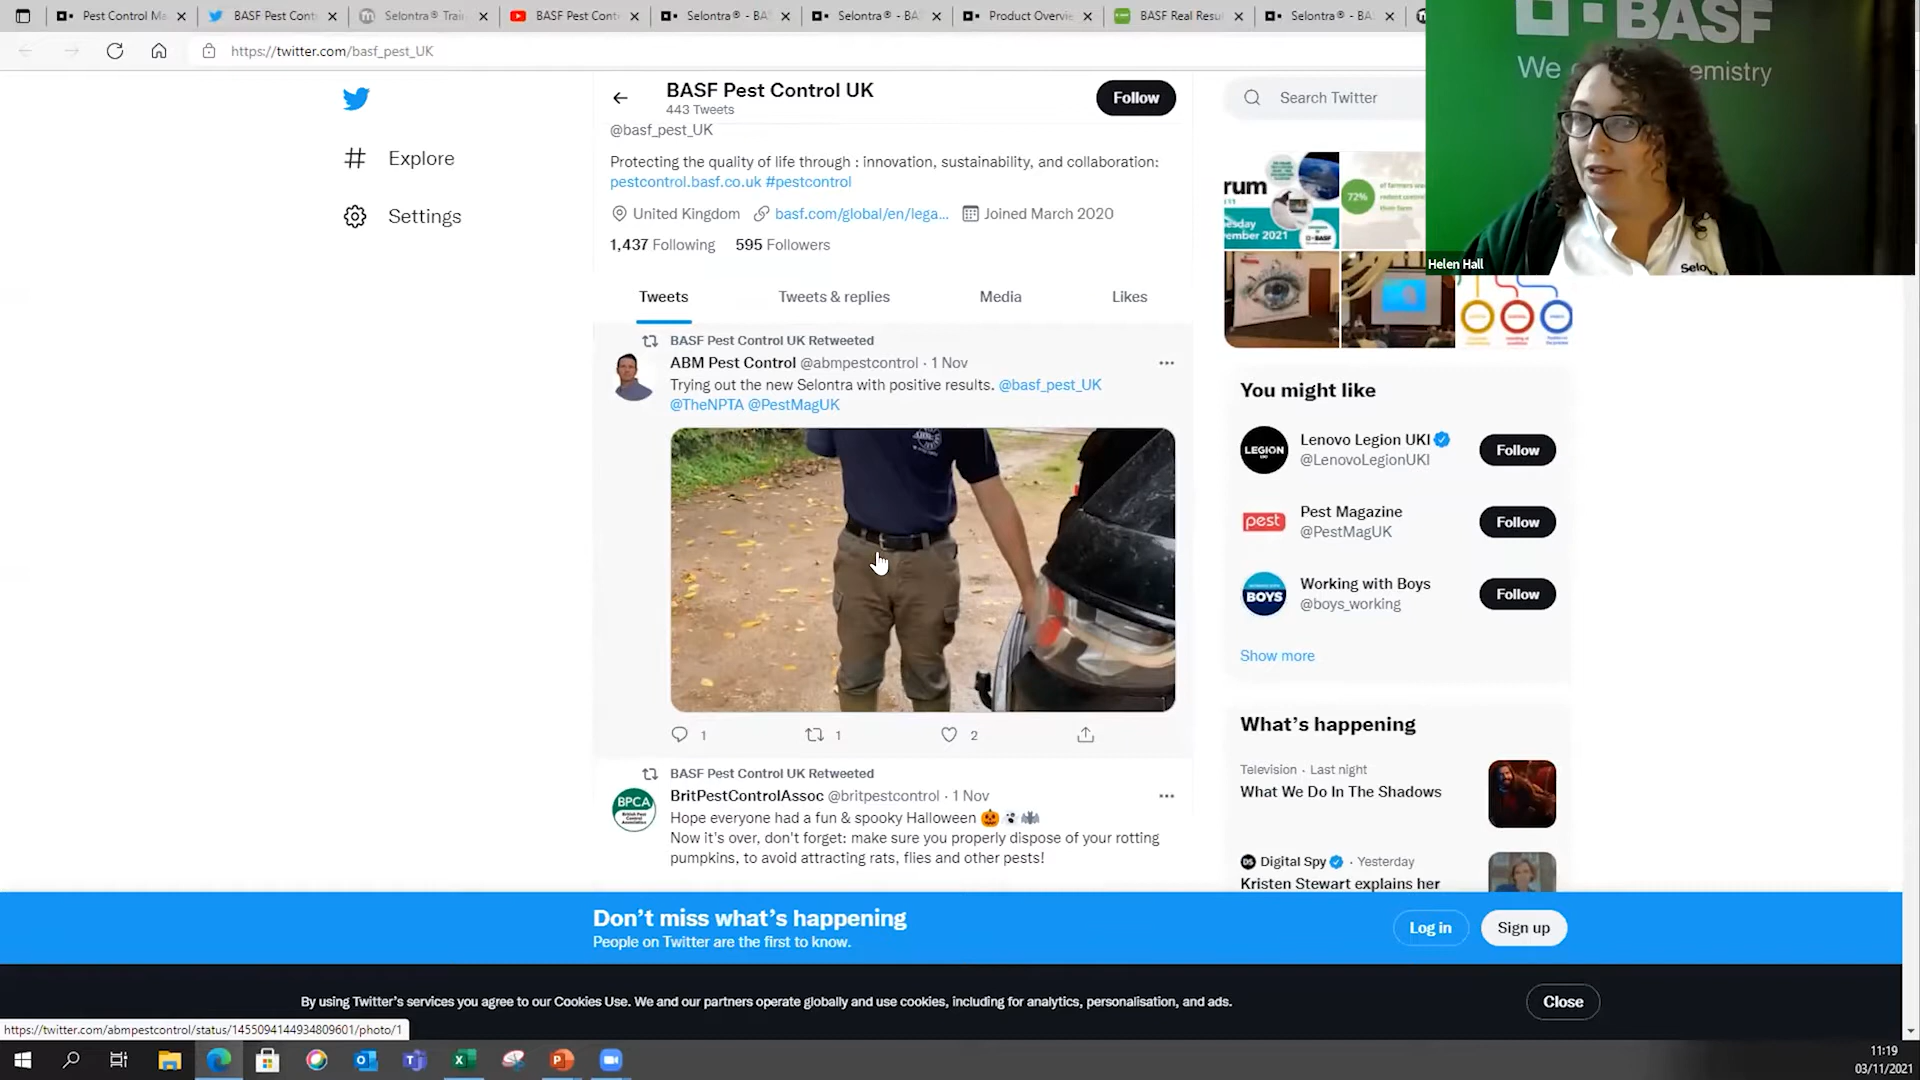 Pest Control Ma
BASF Pest Cont
Selontra® Trai
BASF Pest Cont
Selontra® - BA
Selontra® - BA
Product Overvie
BASF Real Resu
Selontra® - BA
https://twitter.com/basf_pest_UK
BASF
We
emistry
Helen Hall
Explore
Settings
BASF Pest Control UK
443 Tweets
Follow
@basf_pest_UK
Protecting the quality of life through : innovation, sustainability, and collaboration:
pestcontrol.basf.co.uk #pestcontrol
United Kingdom basf.com/global/en/lega... Joined March 2020
1,437 Following 595 Followers
Tweets Tweets & replies Media Likes
BASF Pest Control UK Retweeted
ABM Pest Control @abmpestcontrol · 1 Nov
Trying out the new Selontra with positive results. @basf_pest_UK
@TheNPTA @PestMagUK
1 1 2
BASF Pest Control UK Retweeted
BPCA
BritPestControlAssoc @britpestcontrol · 1 Nov
Hope everyone had a fun & spooky Halloween 🎃 👻 🦇
Now it's over, don't forget: make sure you properly dispose of your rotting
pumpkins, to avoid attracting rats, flies and other pests!
Search Twitter
rum
72%
BASF
You might like
LEGION
Lenovo Legion UKI
@LenovoLegionUKI
Follow
pest
Pest Magazine
@PestMagUK
Follow
BOYS
Working with Boys
@boys_working
Follow
Show more
What's happening
Television · Last night
What We Do In The Shadows
DS Digital Spy · Yesterday
Kristen Stewart explains her
Don't miss what's happening
People on Twitter are the first to know.
Log in
Sign up
By using Twitter's services you agree to our Cookies Use. We and our partners operate globally and use cookies, including for analytics, personalisation, and ads.
Close
https://twitter.com/abmpestcontrol/status/1455094144934809601/photo/1
11:19
03/11/2021